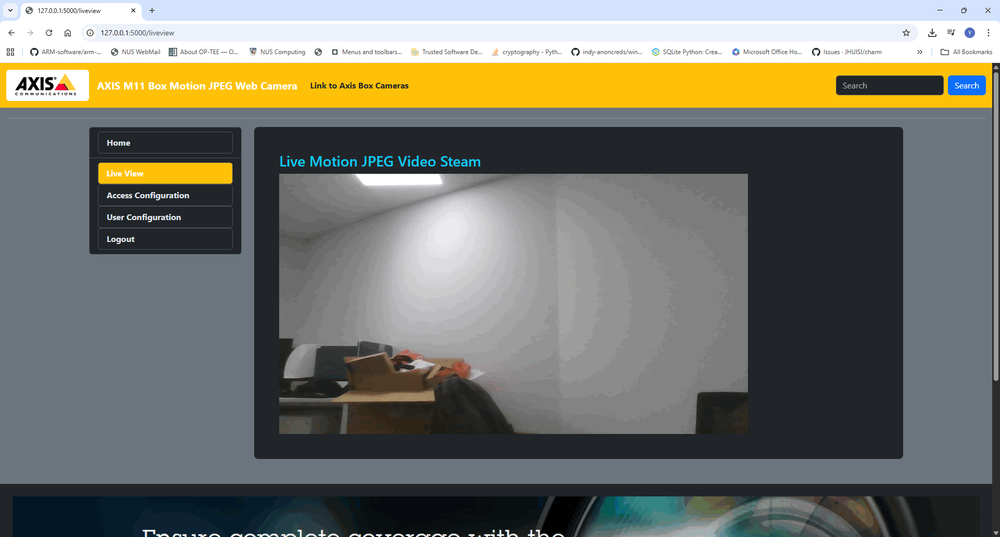 127.0.0.1:5000/liveview
127.0.0.1:5000/liveview
Y
ARM-software/arm-...
NUS WebMail
About OP-TEE — O...
NUS Computing
Menus and toolbars...
Trusted Software De...
cryptography - Pyth...
indy-anoncreds/win...
SQLite Python: Crea...
Microsoft Office Ho...
Issues · JHUISI/charm
All Bookmarks
AXIS
COMMUNICATIONS
AXIS M11 Box Motion JPEG Web Camera
Link to Axis Box Cameras
Search
Search
Home
Live View
Access Configuration
User Configuration
Logout
Live Motion JPEG Video Steam
Ensure complete coverage with the